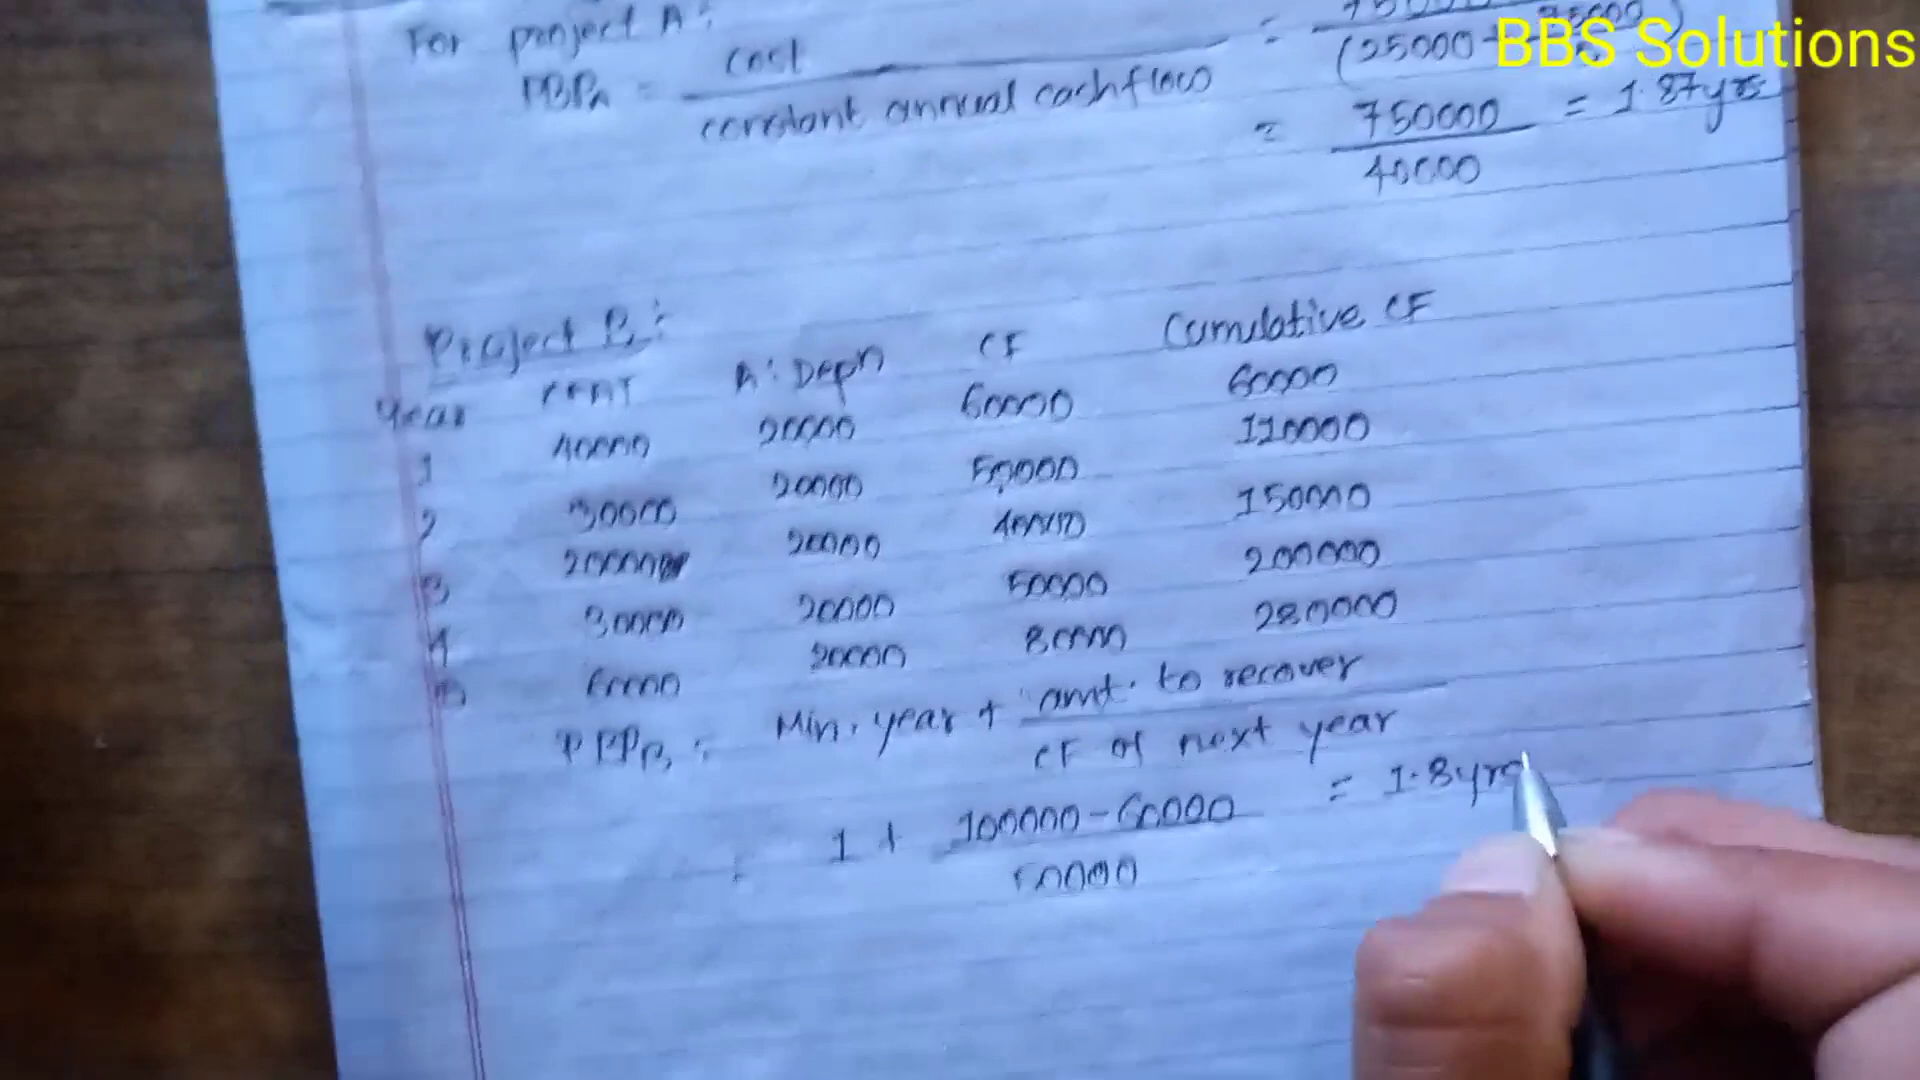 BBS Solutions
For project A:
PBPA = cost / constant annual cashflow = (25000+
= 750000 / 40000 = 1.87yrs
Project B:
Year PFAT A: Depn CF Cumulative CF
1 40000 20000 60000 60000
2 30000 20000 50000 110000
3 20000 20000 40000 150000
4 30000 20000 50000 200000
5 60000 20000 80000 280000
PBPB = Min. year + amt. to recover / CF of next year
= 1 + 100000-60000 / 50000 = 1.8yrs